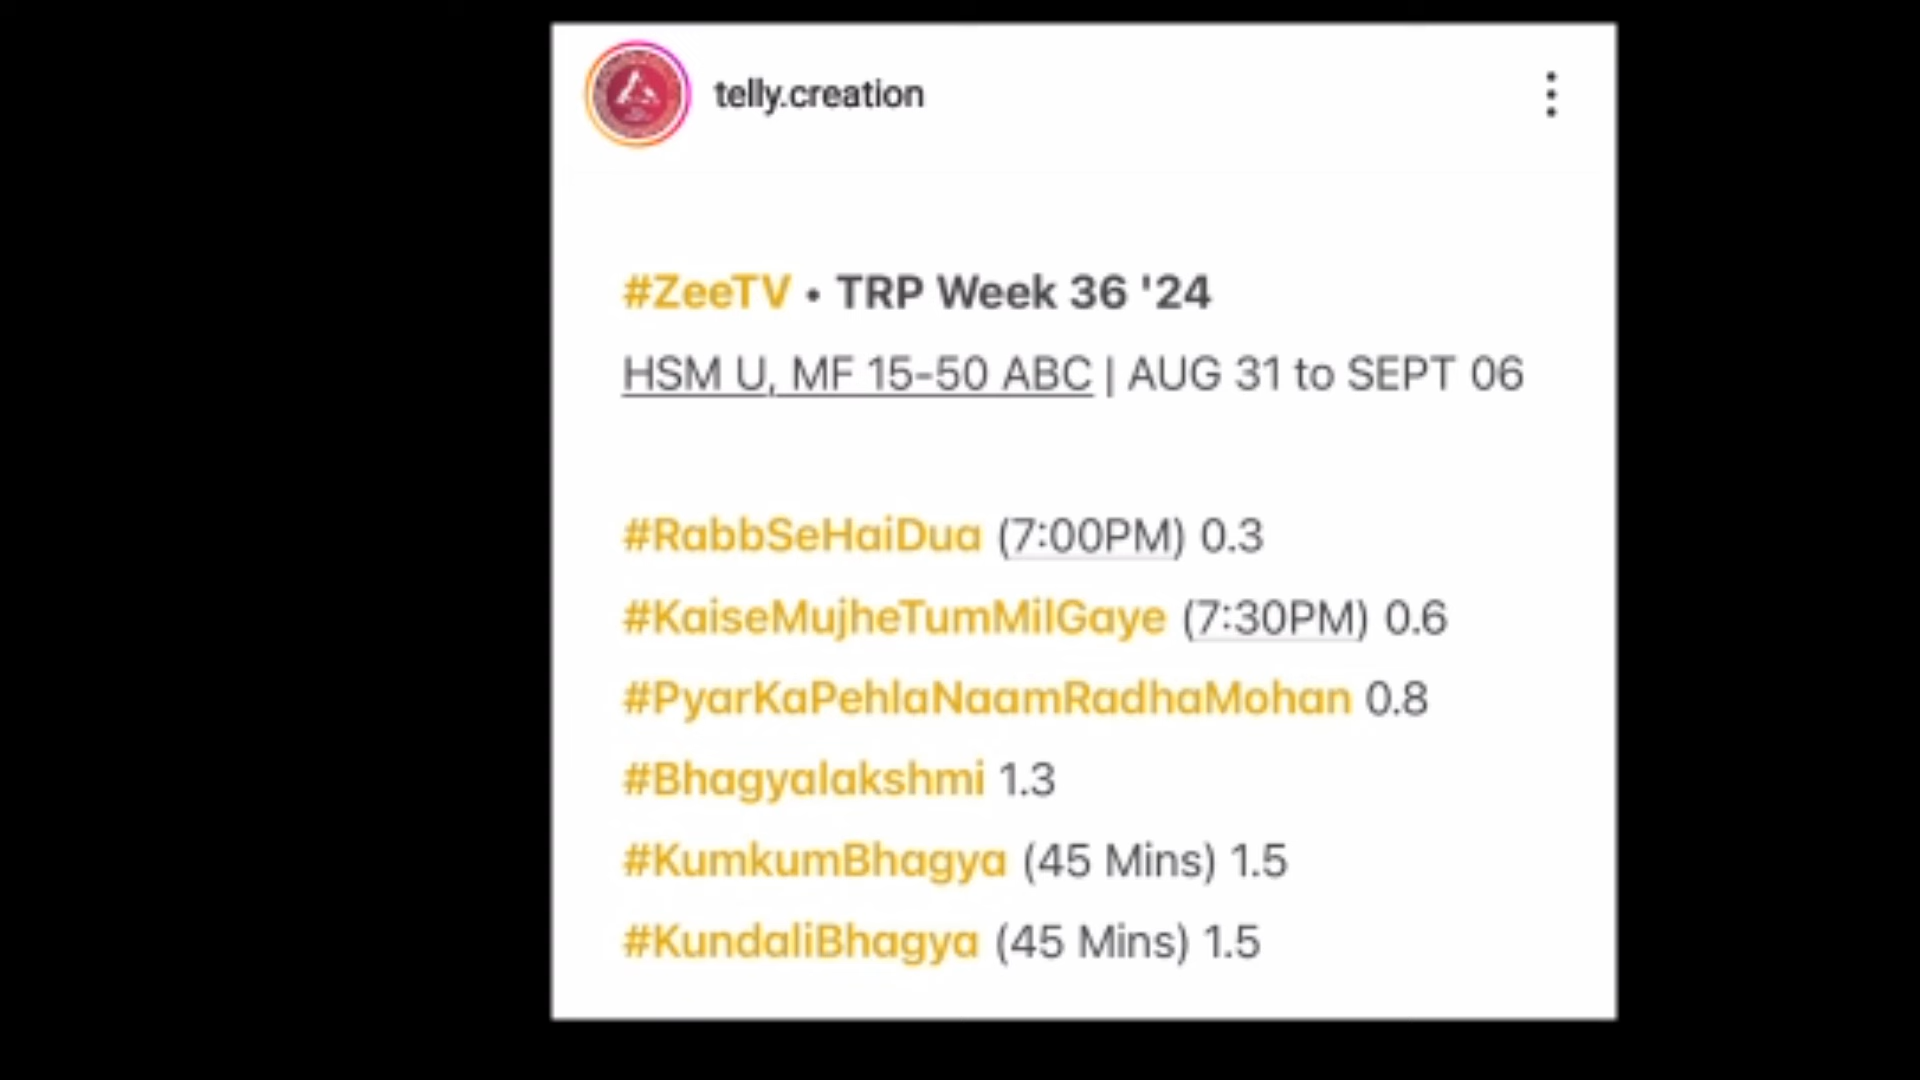 telly.creation
#ZeeTV • TRP Week 36 '24
HSM U, MF 15-50 ABC | AUG 31 to SEPT 06
#RabbSeHaiDua (7:00PM) 0.3
#KaiseMujheTumMilGaye (7:30PM) 0.6
#PyarKaPehlaNaamRadhaMohan 0.8
#Bhagyalakshmi 1.3
#KumkumBhagya (45 Mins) 1.5
#KundaliBhagya (45 Mins) 1.5